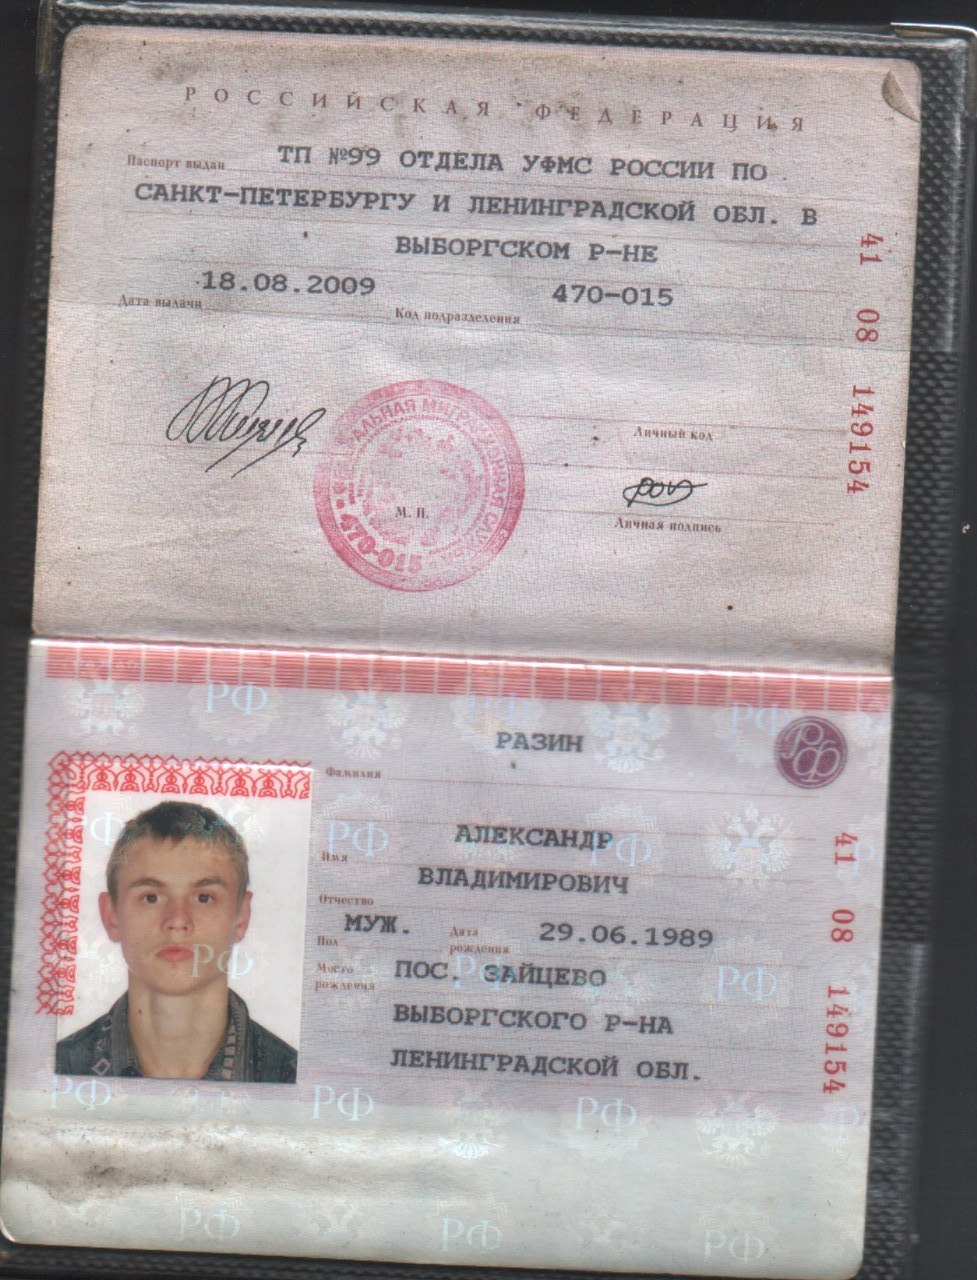 РОССИЙСКАЯ ФЕДЕРАЦИЯ
Паспорт выдан ТП №99 ОТДЕЛА УФМС РОССИИ ПО
САНКТ-ПЕТЕРБУРГУ И ЛЕНИНГРАДСКОЙ ОБЛ. В
ВЫБОРГСКОМ Р-НЕ
Дата выдачи 18.08.2009 Код подразделения 470-015
41 08 149154
Личный код
М. П.
Личная подпись
470-015
РАЗИН
Фамилия
АЛЕКСАНДР
Имя
ВЛАДИМИРОВИЧ
Отчество
Пол МУЖ. Дата рождения 29.06.1989
Место рождения ПОС. ЗАЙЦЕВО
ВЫБОРГСКОГО Р-НА
ЛЕНИНГРАДСКОЙ ОБЛ.
41 08 149154
РФ